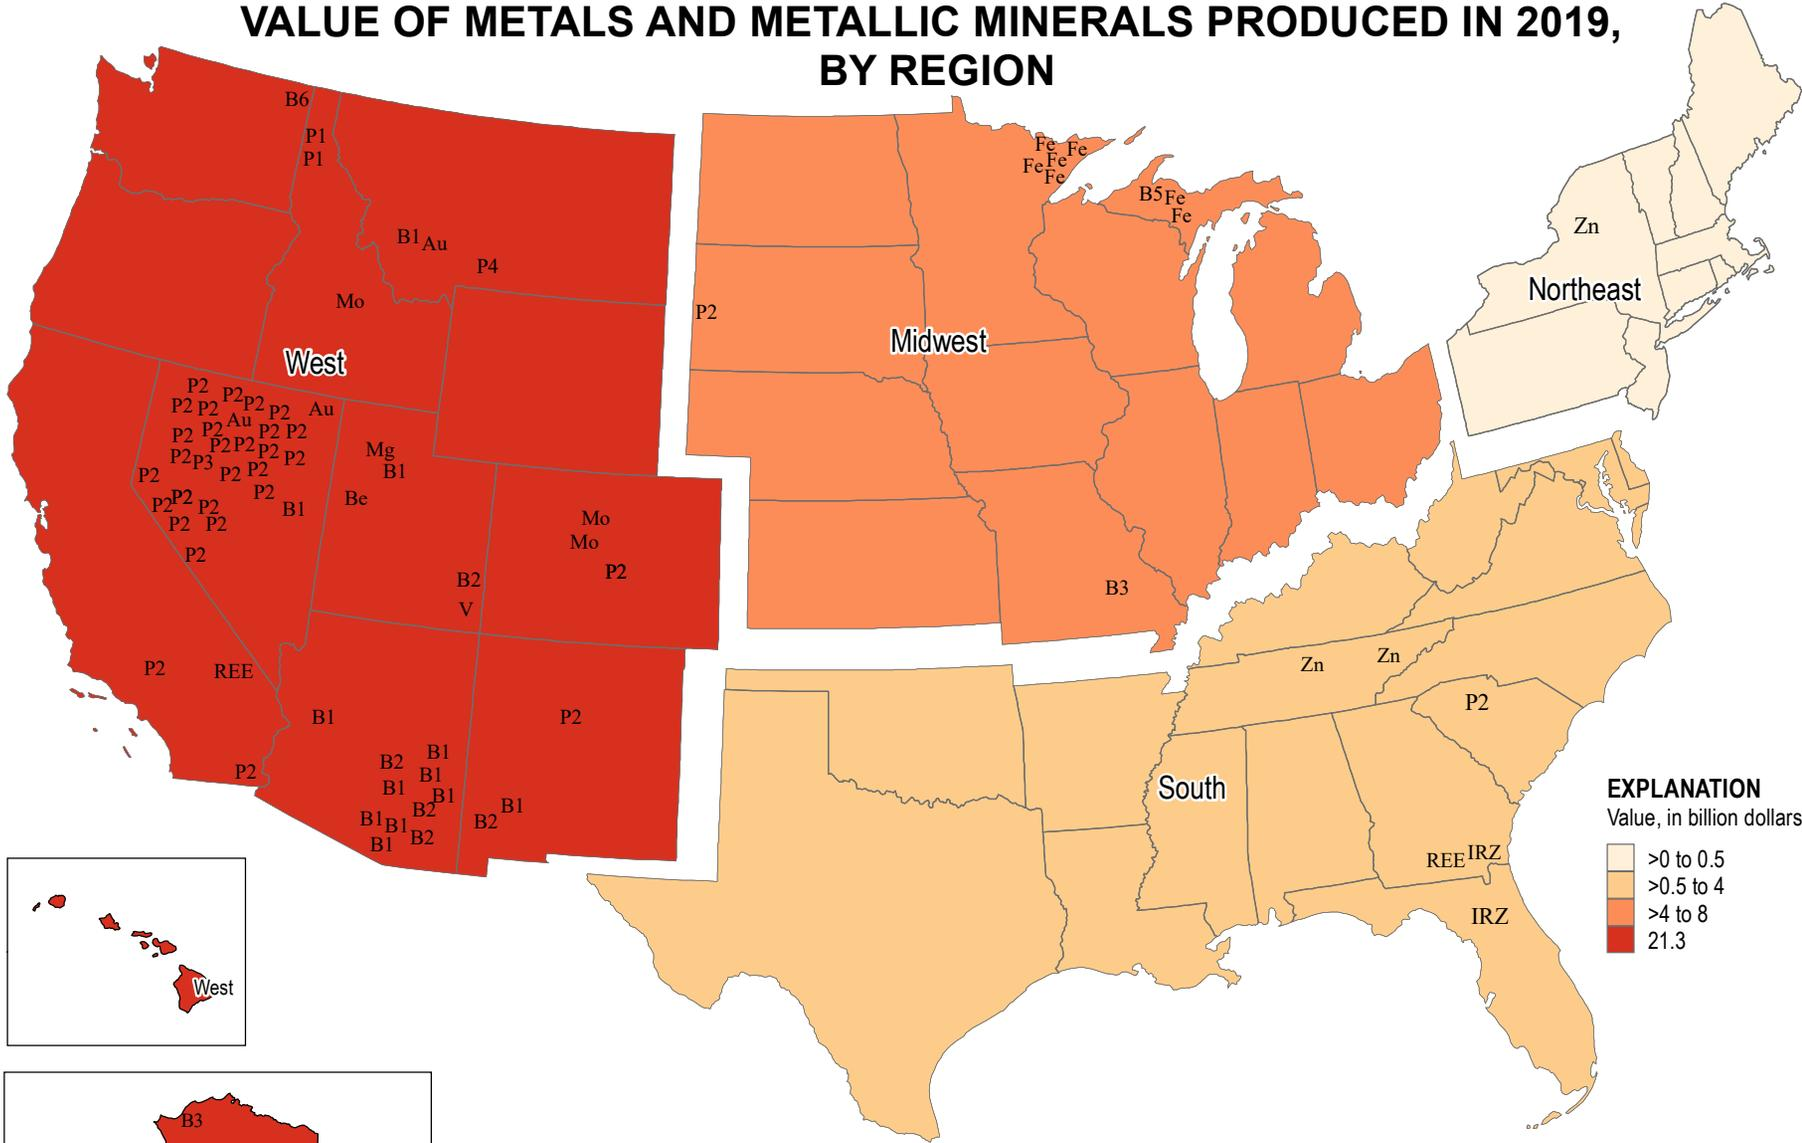 VALUE OF METALS AND METALLIC MINERALS PRODUCED IN 2019,
BY REGION
B6
P1
P1
B1 Au
P4
Mo
West
P2
P2
P2 P2 P2 P2 Au
P2 Au
P2 P2 P2
P2 P2 P2
P2 P3 P2 P2
P2 P2 P2
P2
P2 P2 P2 B1
P2 P2
P2
Mg
B1
Be
B2
V
Mo
Mo
P2
P2 REE
P2
B1
B2 B1
B1 B1
B1
B2
B1 B1 B2
B1
P2
B1
B2
Fe Fe
Fe Fe
Fe
B5 Fe
Fe
P2
Midwest
B3
Zn
Northeast
Zn Zn
P2
South
REE IRZ
IRZ
EXPLANATION
Value, in billion dollars
>0 to 0.5
>0.5 to 4
>4 to 8
21.3
West
B3